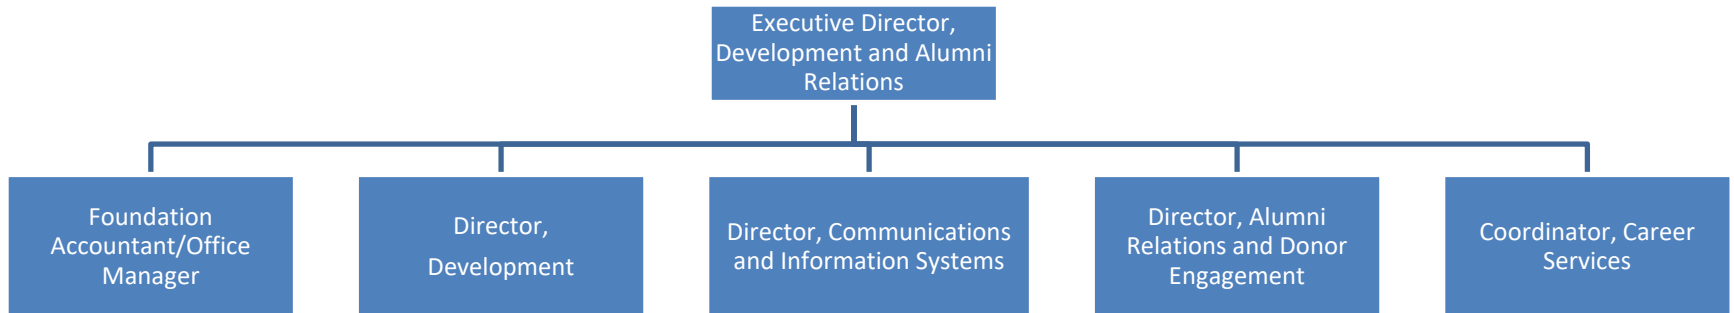 Executive Director,
Development and Alumni
Relations
Foundation
Accountant/Office
Manager
Director,
Development
Director, Communications
and Information Systems
Director, Alumni
Relations and Donor
Engagement
Coordinator, Career
Services